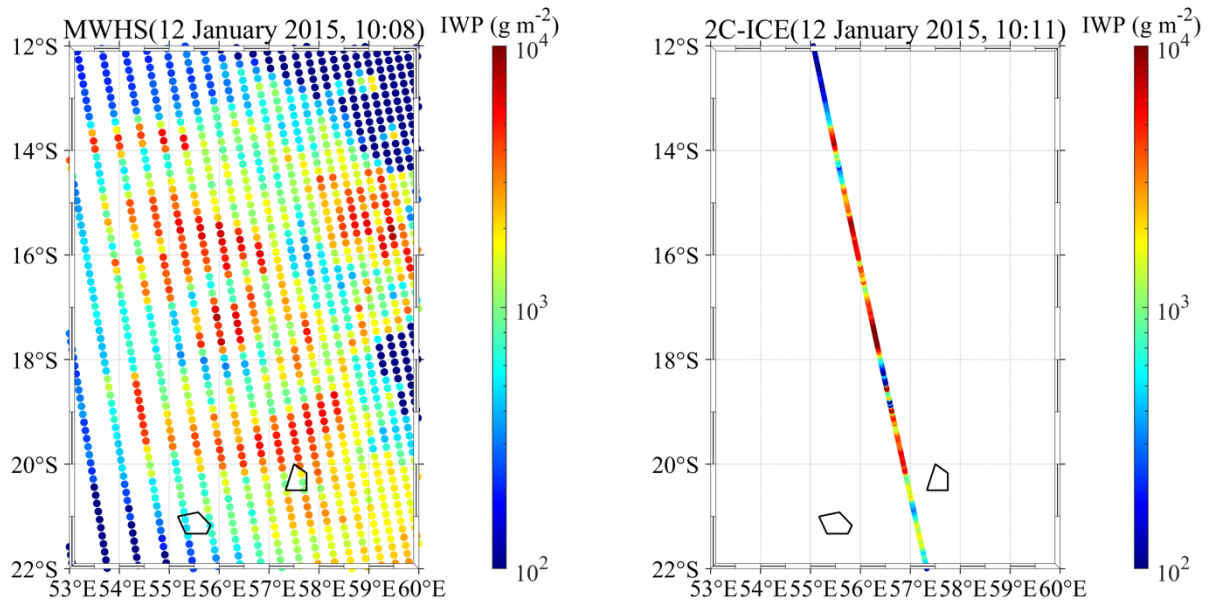 MWHS(12 January 2015, 10:08) IWP (g m⁻²)
12°S
14°S
16°S
18°S
20°S
22°S
53°E54°E55°E56°E57°E58°E59°E60°E
10⁴
10³
10²
2C-ICE(12 January 2015, 10:11) IWP (g m⁻²)
12°S
14°S
16°S
18°S
20°S
22°S
53°E54°E55°E56°E57°E58°E59°E60°E
10⁴
10³
10²